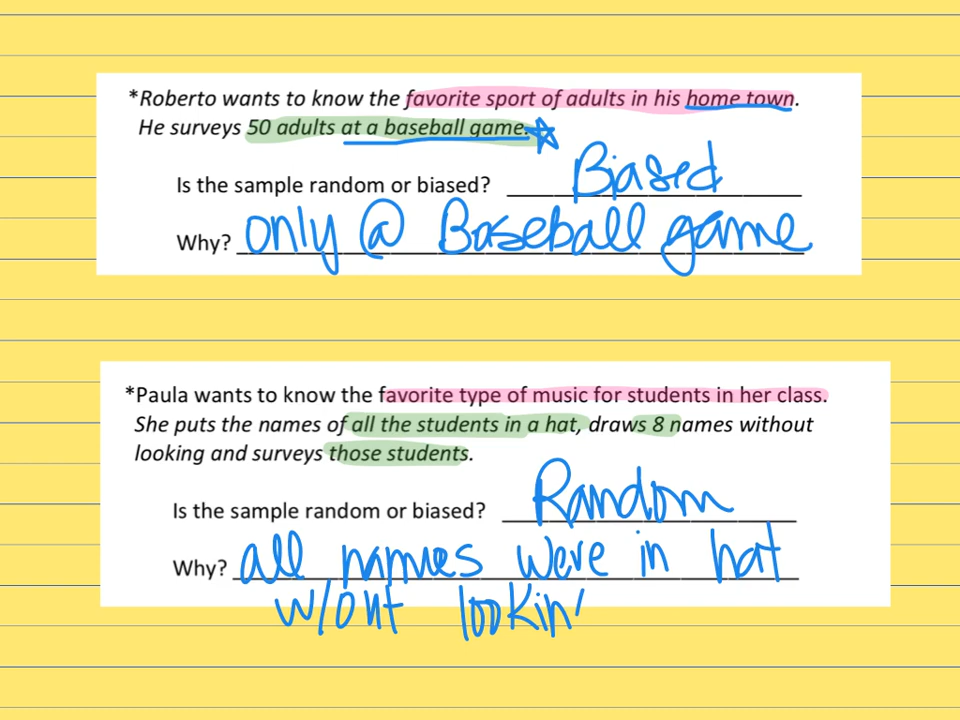 *Roberto wants to know the favorite sport of adults in his home town.
He surveys 50 adults at a baseball game.
Is the sample random or biased? Biased
Why? only @ Baseball game
*Paula wants to know the favorite type of music for students in her class.
She puts the names of all the students in a hat, draws 8 names without
looking and surveys those students.
Is the sample random or biased? Random
Why? all names were in hat
w/out lookin'